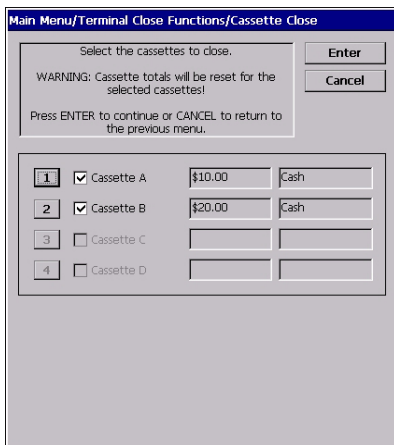 Main Menu/Terminal Close Functions/Cassette Close
Select the cassettes to close.
WARNING: Cassette totals will be reset for the
selected cassettes!
Press ENTER to continue or CANCEL to return to
the previous menu.
Enter
Cancel
1 Cassette A $10.00 Cash
2 Cassette B $20.00 Cash
3 Cassette C
4 Cassette D